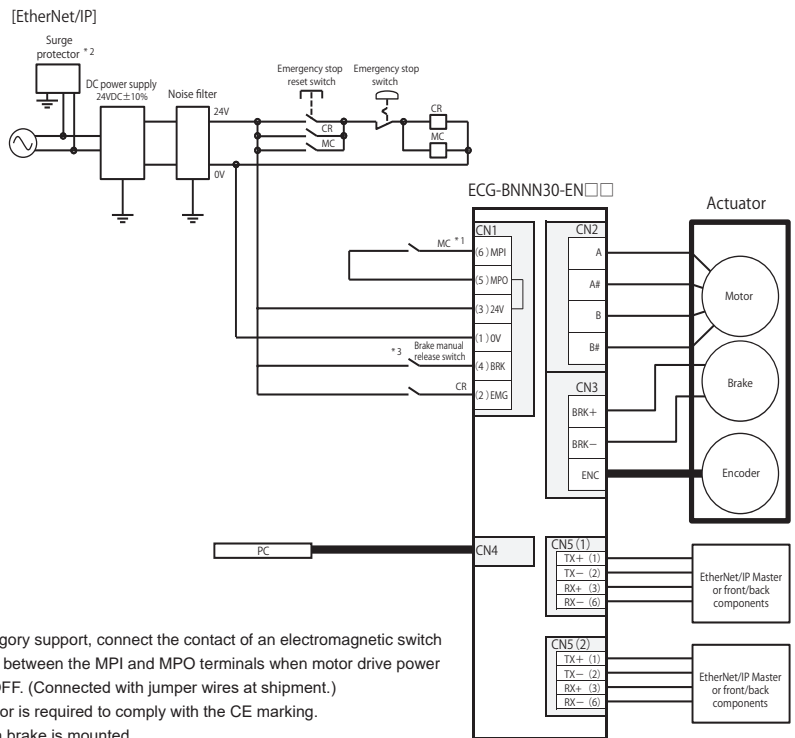 [EtherNet/IP]
Surge
protector *2
DC power supply
24VDC±10%
Noise filter
24V
0V
Emergency stop
reset switch
Emergency stop
switch
CR
MC
CR
MC
ECG-BNNN30-EN□□
Actuator
CN1
MC *1
(6) MPI
(5) MPO
(3) 24V
(1) 0V
*3 Brake manual
release switch
(4) BRK
CR
(2) EMG
CN2
A
A#
B
B#
Motor
CN3
BRK+
BRK−
ENC
Brake
Encoder
PC
CN4
CN5 (1)
TX+ (1)
TX− (2)
RX+ (3)
RX− (6)
EtherNet/IP Master
or front/back
components
CN5 (2)
TX+ (1)
TX− (2)
RX+ (3)
RX− (6)
EtherNet/IP Master
or front/back
components
gory support, connect the contact of an electromagnetic switch
between the MPI and MPO terminals when motor drive power
OFF. (Connected with jumper wires at shipment.)
or is required to comply with the CE marking.
brake is mounted